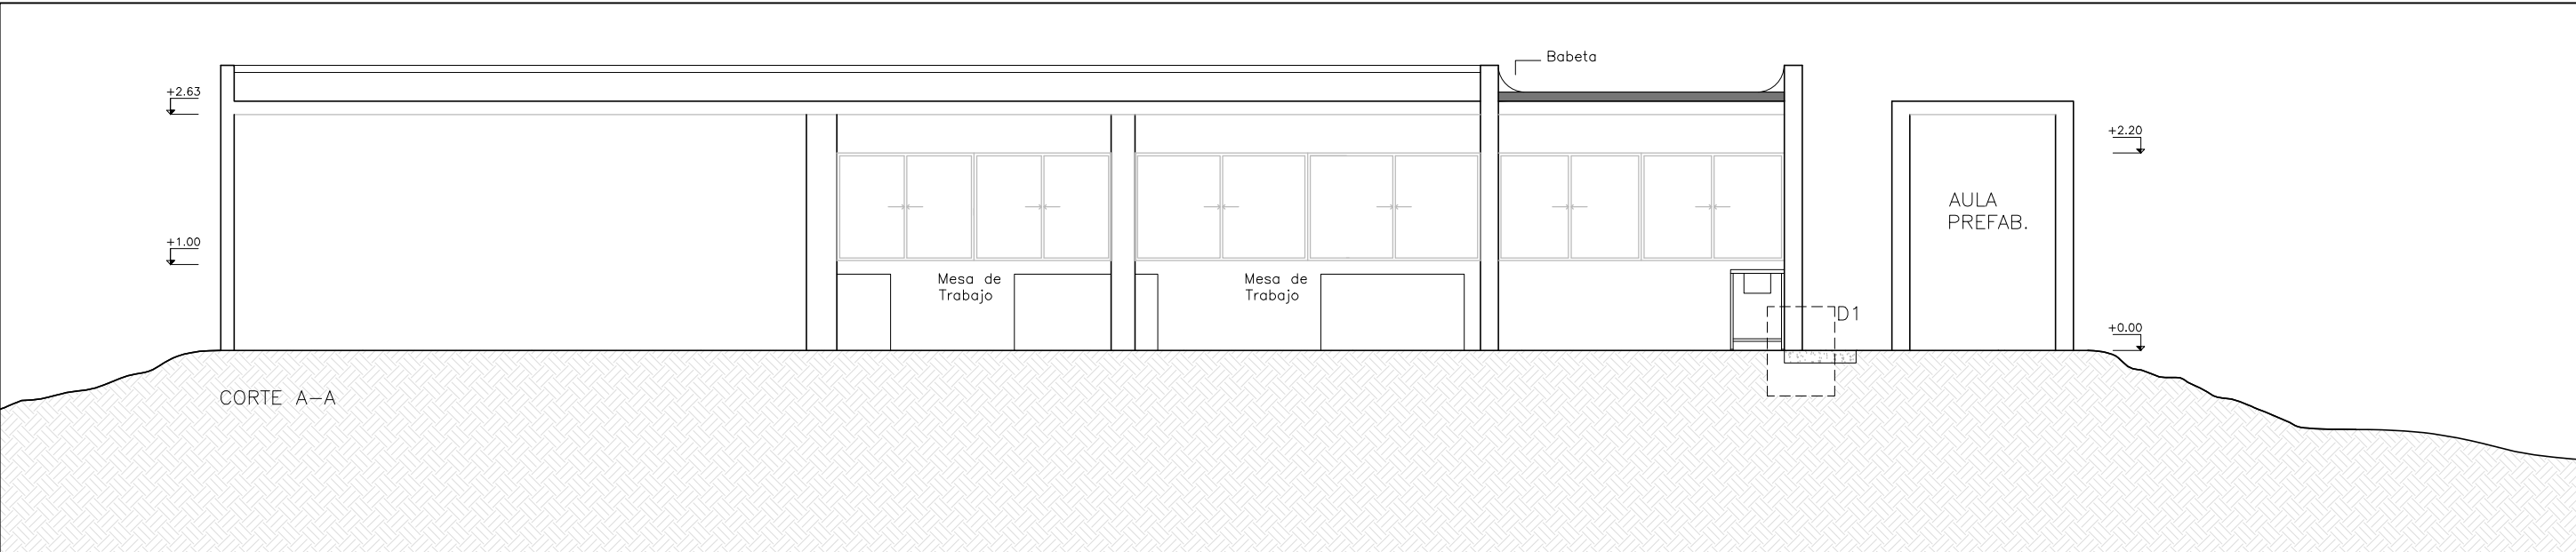 Babeta
+2.63
+2.20
AULA
PREFAB.
+1.00
Mesa de
Trabajo
Mesa de
Trabajo
D1
+0.00
CORTE A-A